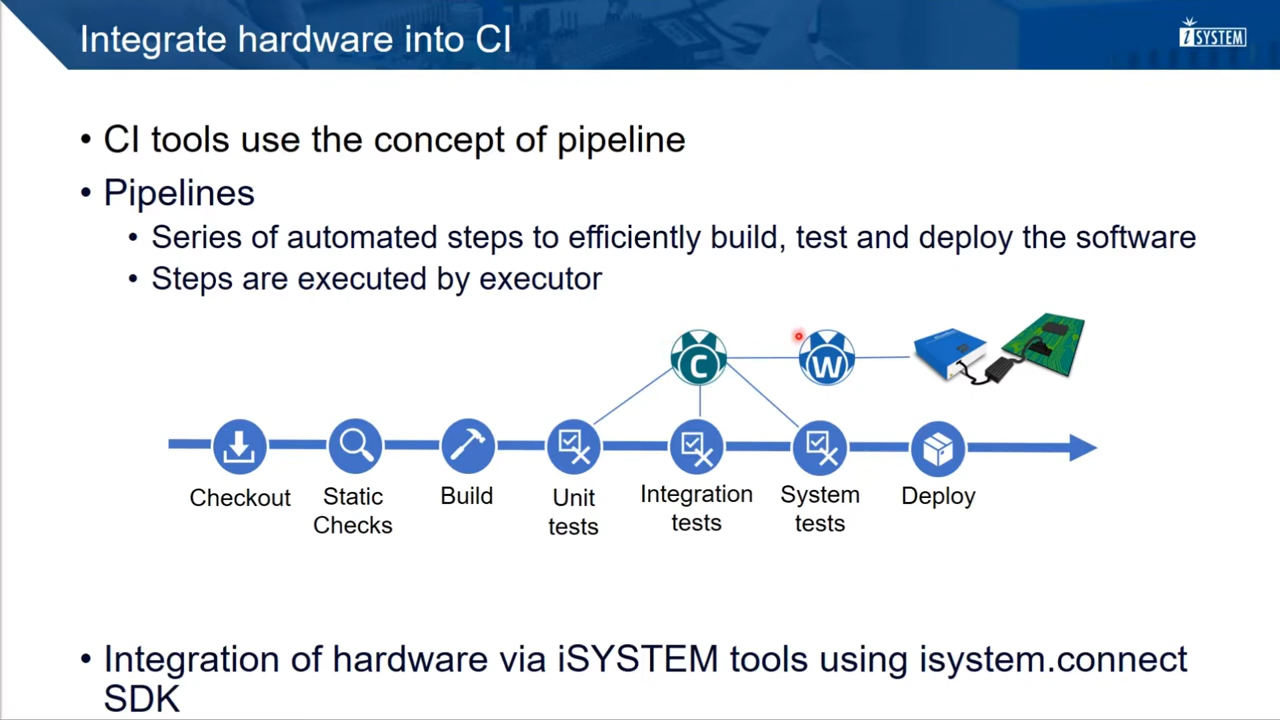 Integrate hardware into CI
iSYSTEM
• CI tools use the concept of pipeline
• Pipelines
• Series of automated steps to efficiently build, test and deploy the software
• Steps are executed by executor
C
W
Checkout
Static
Checks
Build
Unit
tests
Integration
tests
System
tests
Deploy
• Integration of hardware via iSYSTEM tools using isystem.connect
SDK